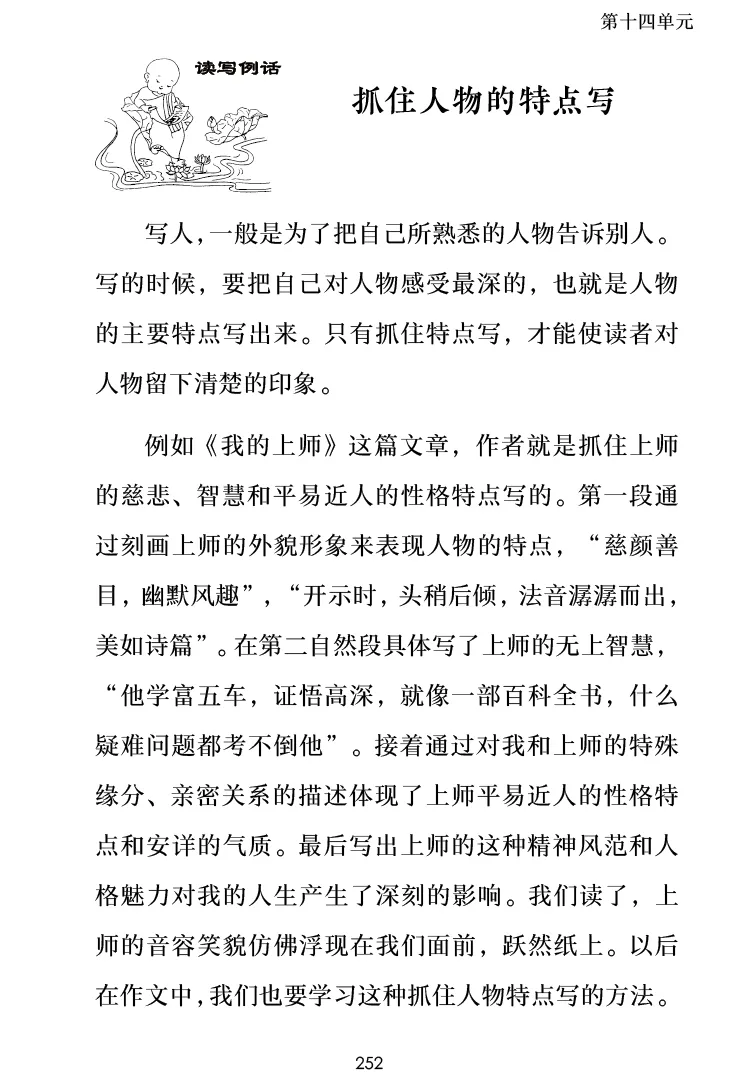 第十四单元
读写例话
抓住人物的特点写
写人，一般是为了把自己所熟悉的人物告诉别人。
写的时候，要把自己对人物感受最深的，也就是人物
的主要特点写出来。只有抓住特点写，才能使读者对
人物留下清楚的印象。
例如《我的上师》这篇文章，作者就是抓住上师
的慈悲、智慧和平易近人的性格特点写的。第一段通
过刻画上师的外貌形象来表现人物的特点，“慈颜善
目，幽默风趣”，“开示时，头稍后倾，法音潺潺而出，
美如诗篇”。在第二自然段具体写了上师的无上智慧，
“他学富五车，证悟高深，就像一部百科全书，什么
疑难问题都考不倒他”。接着通过对我和上师的特殊
缘分、亲密关系的描述体现了上师平易近人的性格特
点和安详的气质。最后写出上师的这种精神风范和人
格魅力对我的人生产生了深刻的影响。我们读了，上
师的音容笑貌仿佛浮现在我们面前，跃然纸上。以后
在作文中，我们也要学习这种抓住人物特点写的方法。
252